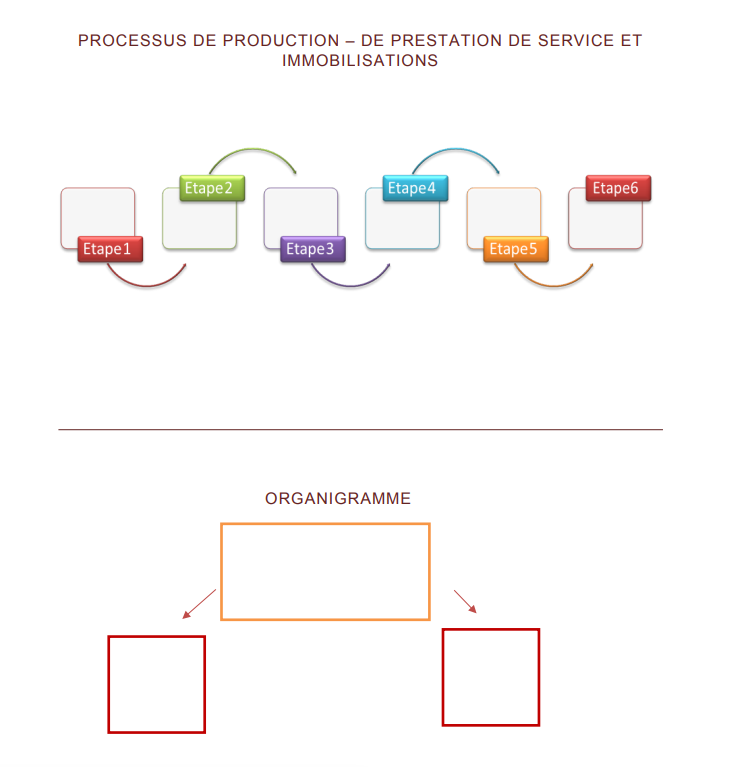 PROCESSUS DE PRODUCTION – DE PRESTATION DE SERVICE ET
IMMOBILISATIONS
Etape1
Etape2
Etape3
Etape4
Etape5
Etape6
ORGANIGRAMME